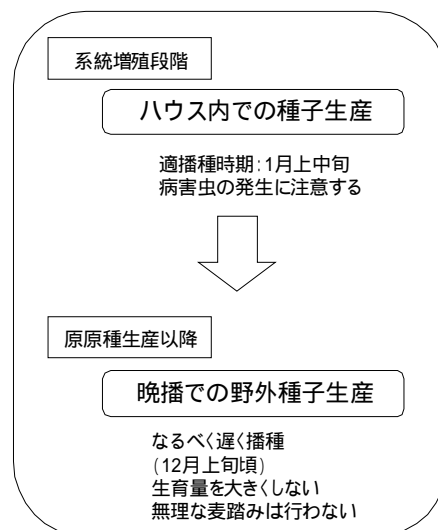 系統増殖段階
ハウス内での種子生産
適播種時期：1月上中旬
病害虫の発生に注意する
原原種生産以降
晩播での野外種子生産
なるべく遅く播種
(12月上旬頃)
生育量を大きくしない
無理な麦踏みは行わない